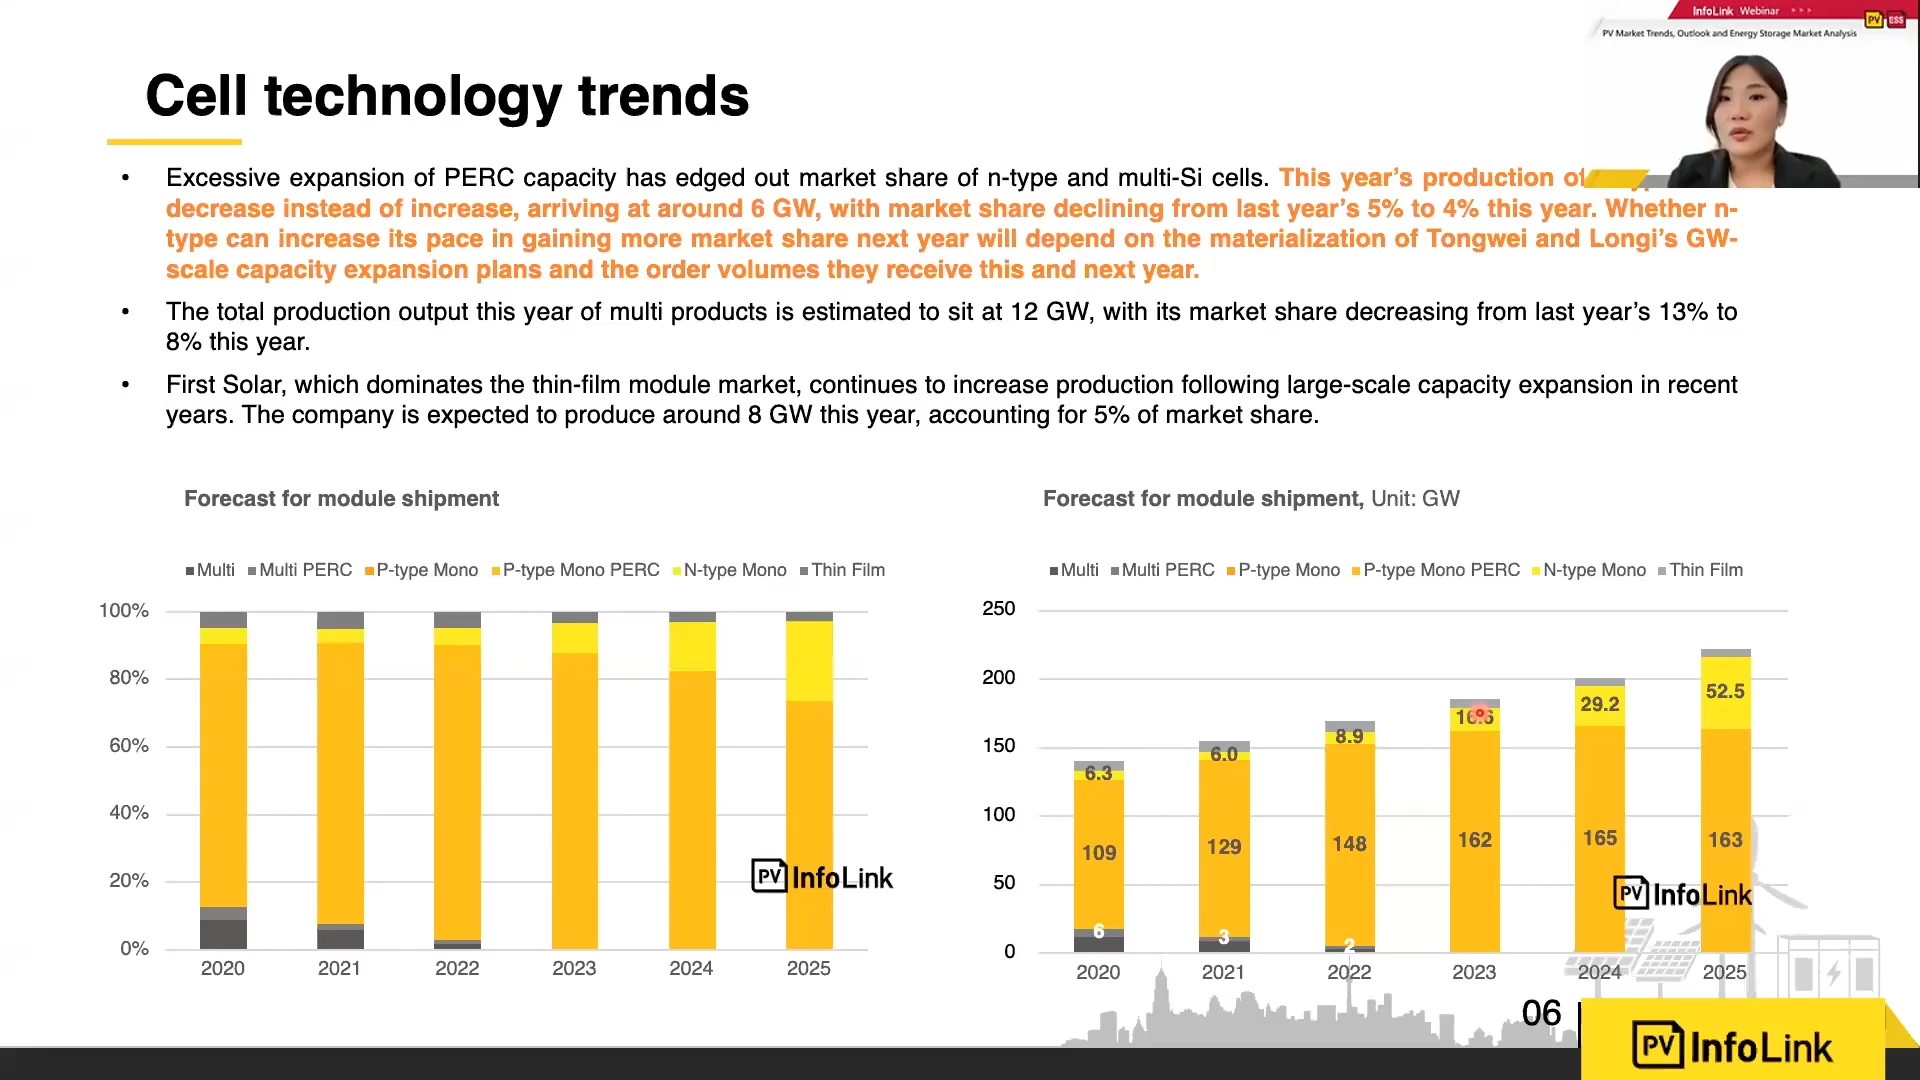 InfoLink Webinar
PV ESS
PV Market Trends, Outlook and Energy Storage Market Analysis
Cell technology trends
• Excessive expansion of PERC capacity has edged out market share of n-type and multi-Si cells. This year's production of
decrease instead of increase, arriving at around 6 GW, with market share declining from last year's 5% to 4% this year. Whether n-
type can increase its pace in gaining more market share next year will depend on the materialization of Tongwei and Longi's GW-
scale capacity expansion plans and the order volumes they receive this and next year.
• The total production output this year of multi products is estimated to sit at 12 GW, with its market share decreasing from last year's 13% to
8% this year.
• First Solar, which dominates the thin-film module market, continues to increase production following large-scale capacity expansion in recent
years. The company is expected to produce around 8 GW this year, accounting for 5% of market share.
Forecast for module shipment
Multi Multi PERC P-type Mono P-type Mono PERC N-type Mono Thin Film
100%
80%
60%
40%
20%
0%
2020 2021 2022 2023 2024 2025
PV InfoLink
Forecast for module shipment, Unit: GW
Multi Multi PERC P-type Mono P-type Mono PERC N-type Mono Thin Film
250
200
150
100
50
0
6.3 6.0 8.9 16.6 29.2 52.5
109 129 148 162 165 163
6 3 2
2020 2021 2022 2023 2024 2025
PV InfoLink
06
PV InfoLink